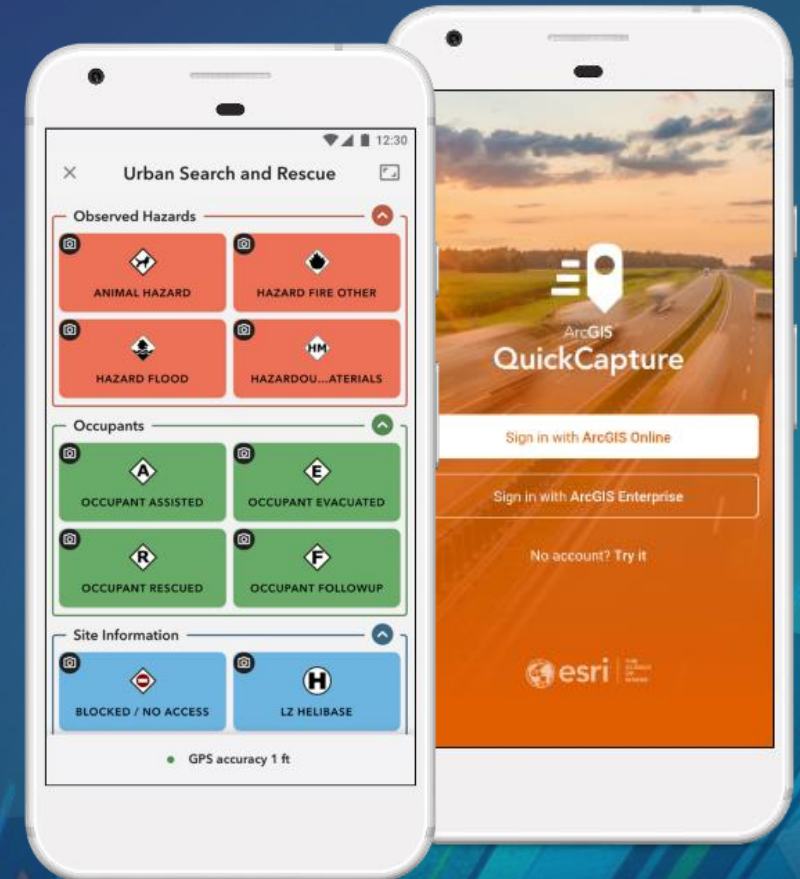 12:30
Urban Search and Rescue
Observed Hazards
ANIMAL HAZARD
HAZARD FIRE OTHER
HAZARD FLOOD
HM
HAZARDOU...ATERIALS
Occupants
A
OCCUPANT ASSISTED
E
OCCUPANT EVACUATED
R
OCCUPANT RESCUED
F
OCCUPANT FOLLOWUP
Site Information
BLOCKED / NO ACCESS
H
LZ HELIBASE
GPS accuracy 1 ft
ArcGIS
QuickCapture
Sign in with ArcGIS Online
Sign in with ArcGIS Enterprise
No account? Try it
esri